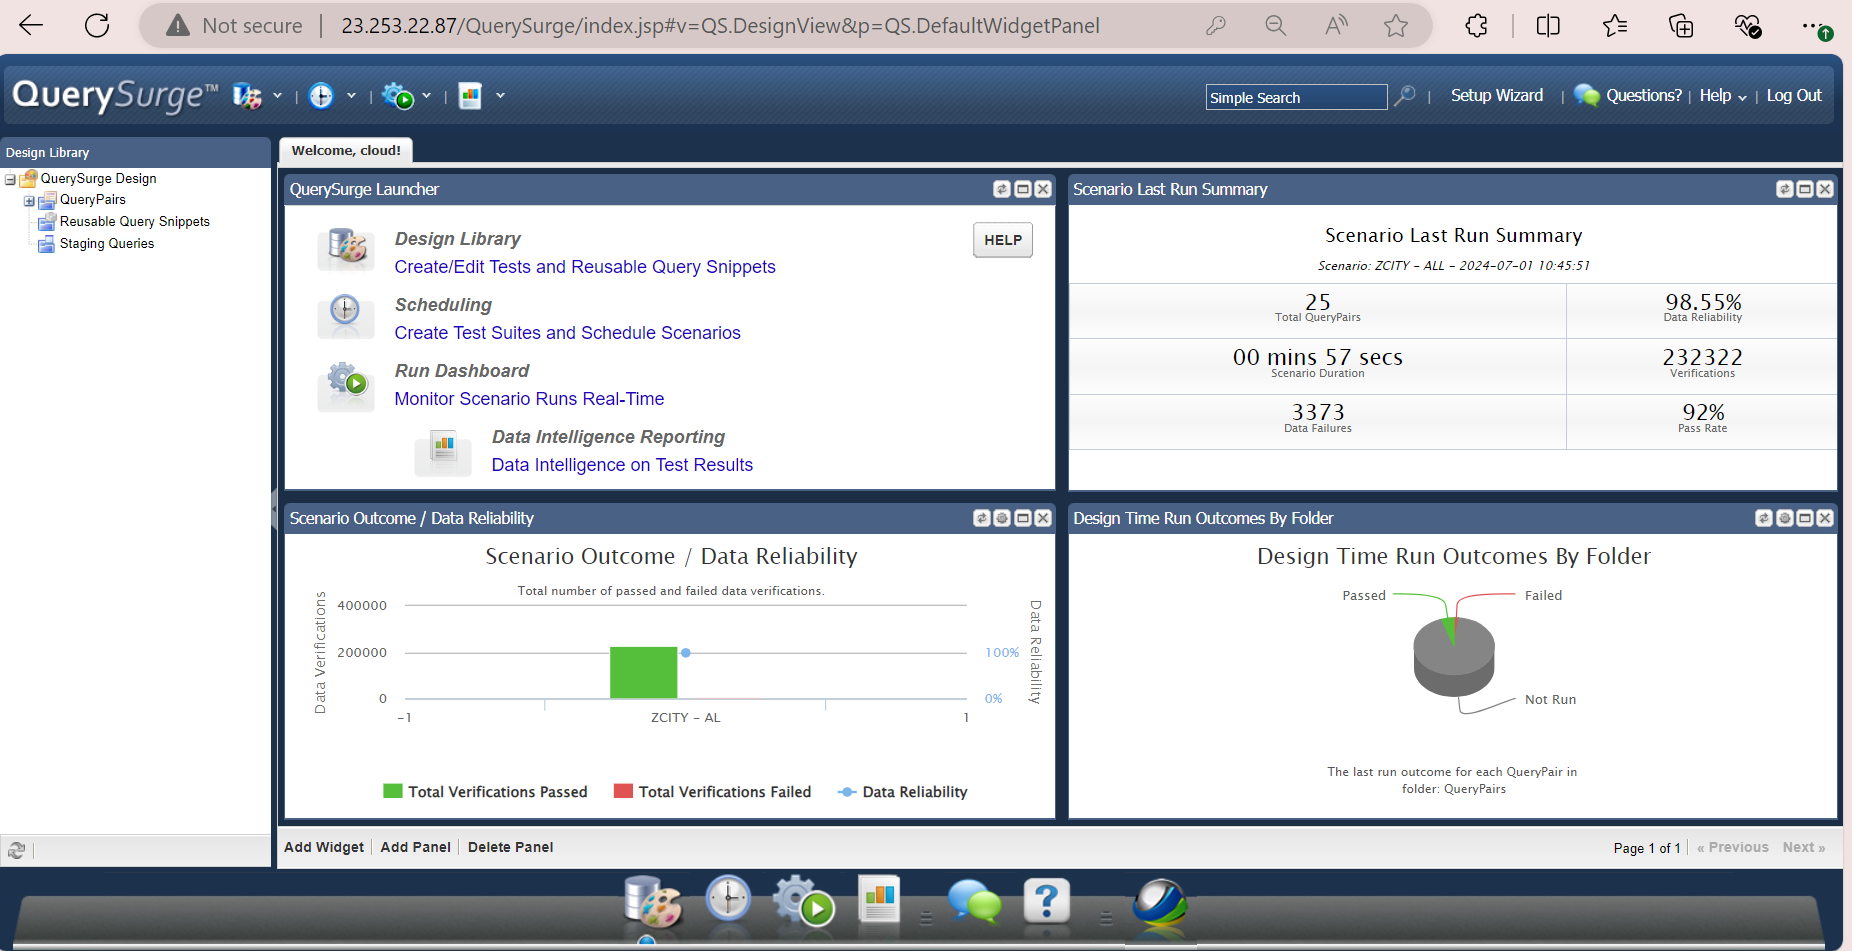 Not secure
23.253.22.87/QuerySurge/index.jsp#v=QS.DesignView&p=QS.DefaultWidgetPanel
QuerySurge™
Simple Search
Setup Wizard
Questions?
Help
Log Out
Design Library
QuerySurge Design
QueryPairs
Reusable Query Snippets
Staging Queries
Welcome, cloud!
QuerySurge Launcher
HELP
Design Library
Create/Edit Tests and Reusable Query Snippets
Scheduling
Create Test Suites and Schedule Scenarios
Run Dashboard
Monitor Scenario Runs Real-Time
Data Intelligence Reporting
Data Intelligence on Test Results
Scenario Last Run Summary
Scenario Last Run Summary
Scenario: ZCITY - ALL - 2024-07-01 10:45:51
25
Total QueryPairs
98.55%
Data Reliability
00 mins 57 secs
Scenario Duration
232322
Verifications
3373
Data Failures
92%
Pass Rate
Scenario Outcome / Data Reliability
Scenario Outcome / Data Reliability
Total number of passed and failed data verifications.
Data Verifications
400000
200000
0
-1
ZCITY - AL
1
100%
0%
Data Reliability
Total Verifications Passed
Total Verifications Failed
Data Reliability
Design Time Run Outcomes By Folder
Design Time Run Outcomes By Folder
Passed
Failed
Not Run
The last run outcome for each QueryPair in
folder: QueryPairs
Add Widget
Add Panel
Delete Panel
Page 1 of 1
« Previous
Next »